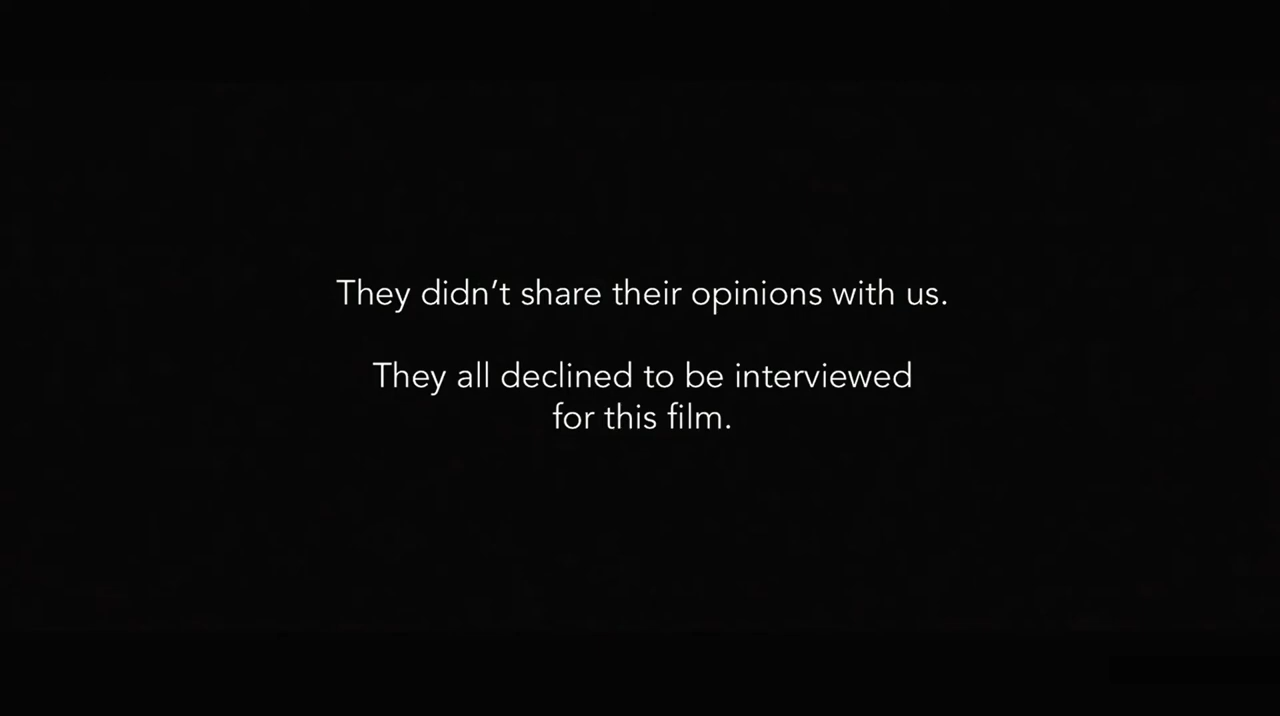 They didn’t share their opinions with us.
They all declined to be interviewed
for this film.